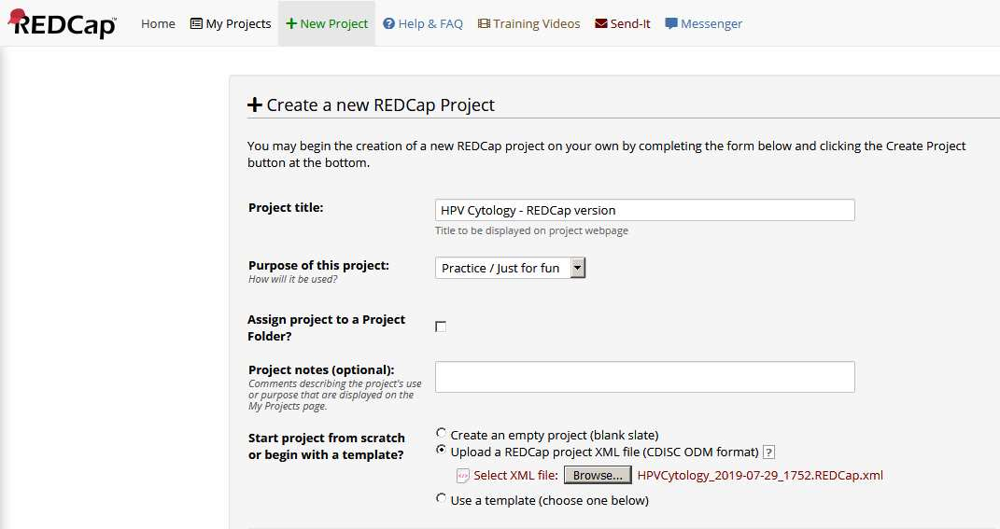 REDCap™ Home My Projects + New Project Help & FAQ Training Videos Send-It Messenger
Create a new REDCap Project
You may begin the creation of a new REDCap project on your own by completing the form below and clicking the Create Project
button at the bottom.
Project title: HPV Cytology - REDCap version
Title to be displayed on project webpage
Purpose of this project: Practice / Just for fun
How will it be used?
Assign project to a Project
Folder?
Project notes (optional):
Comments describing the project's use
or purpose that are displayed on the
My Projects page.
Start project from scratch
or begin with a template?
Create an empty project (blank slate)
Upload a REDCap project XML file (CDISC ODM format) ?
</> Select XML file: Browse... HPVCytology_2019-07-29_1752.REDCap.xml
Use a template (choose one below)